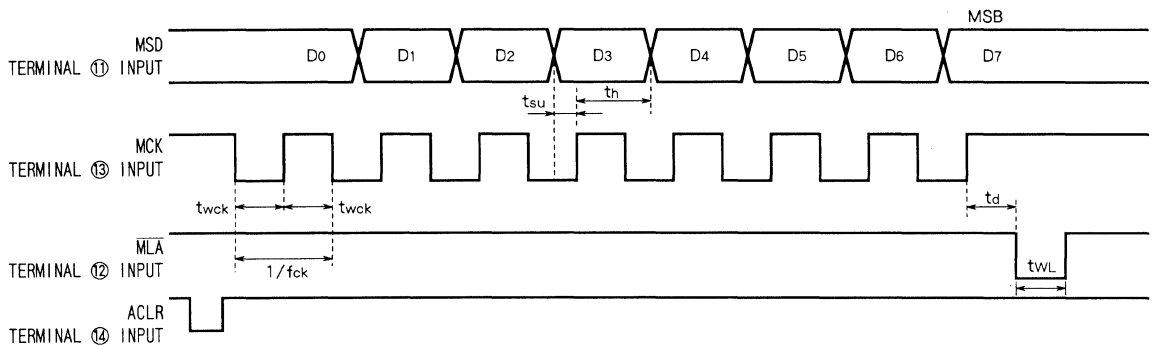 MSB
MSD
TERMINAL ⑪ INPUT
D0 D1 D2 D3 D4 D5 D6 D7
tsu th
MCK
TERMINAL ⑬ INPUT
twck twck td
MLA
TERMINAL ⑫ INPUT
1/fck tWL
ACLR
TERMINAL ⑭ INPUT